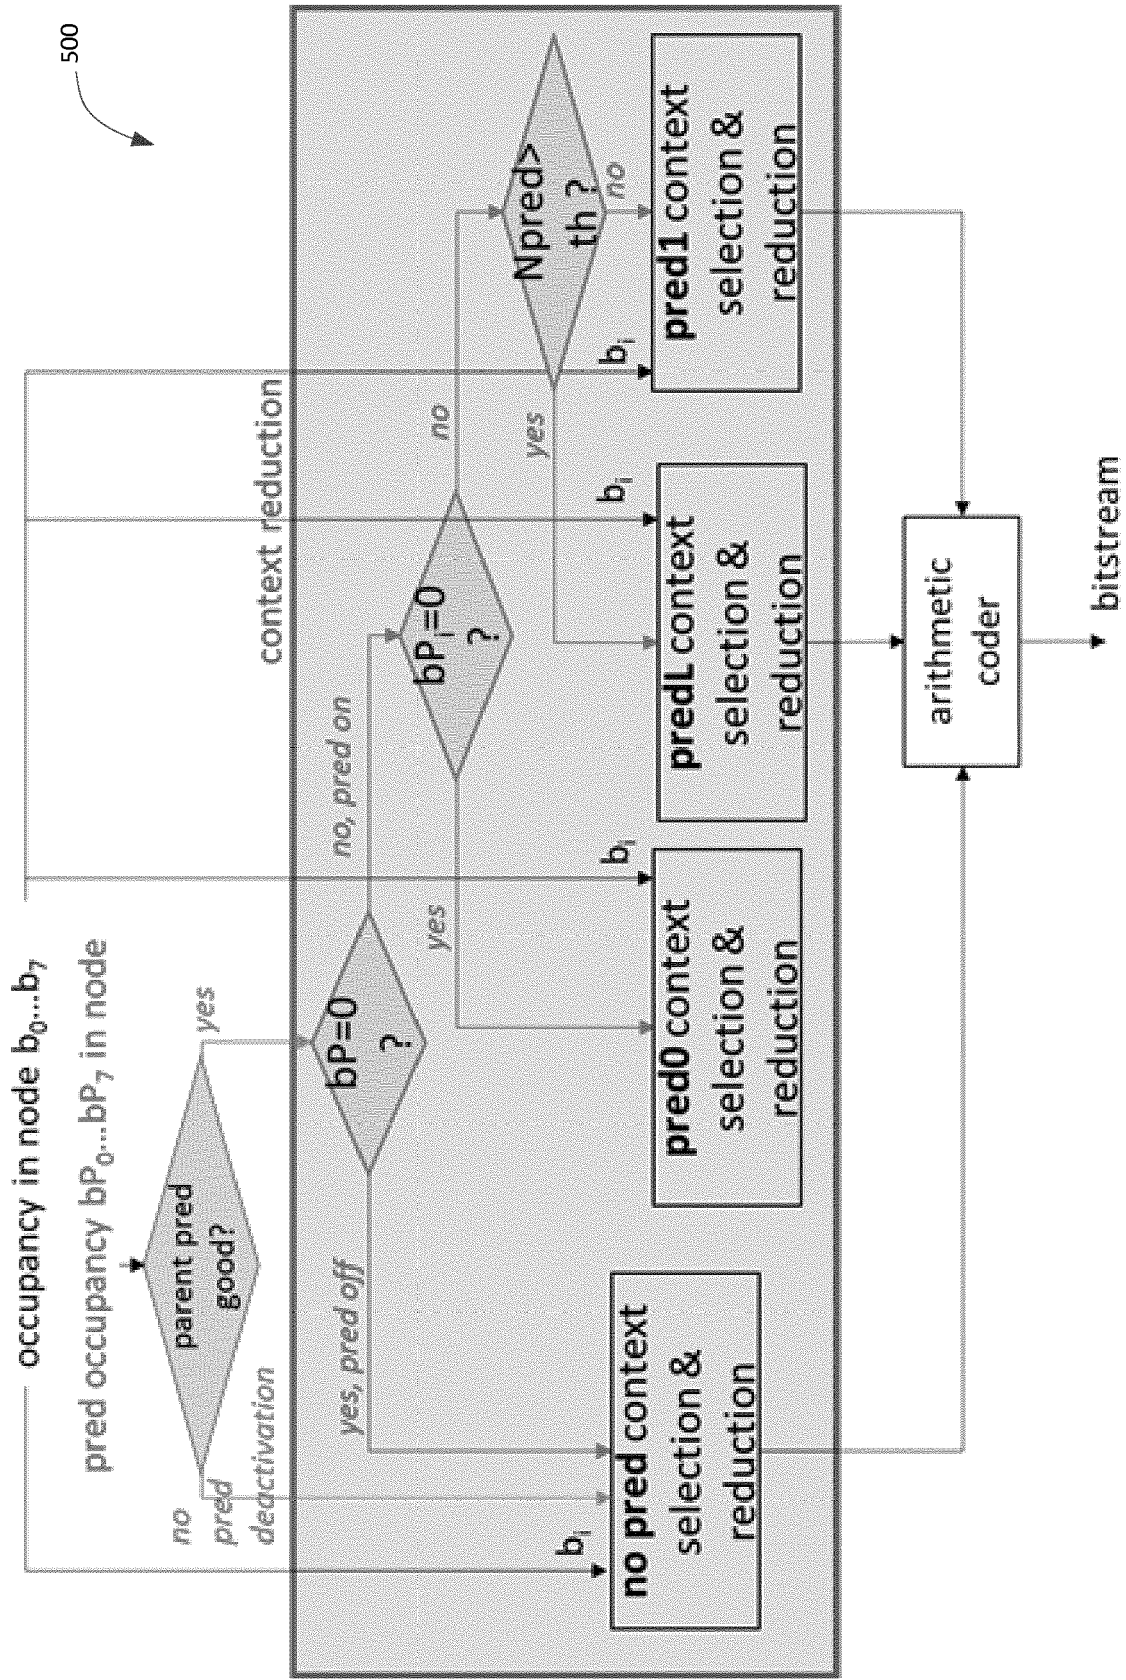 500
occupancy in node b₀...b₇
pred occupancy bP₀...bP₇ in node
parent pred
good?
no
pred
deactivation
yes
context reduction
bP=0
?
yes, pred off
no, pred on
bPᵢ=0
?
yes
no
Npred>
th ?
yes
no
bᵢ
no pred context
selection &
reduction
bᵢ
pred0 context
selection &
reduction
bᵢ
predL context
selection &
reduction
bᵢ
pred1 context
selection &
reduction
arithmetic
coder
bitstream